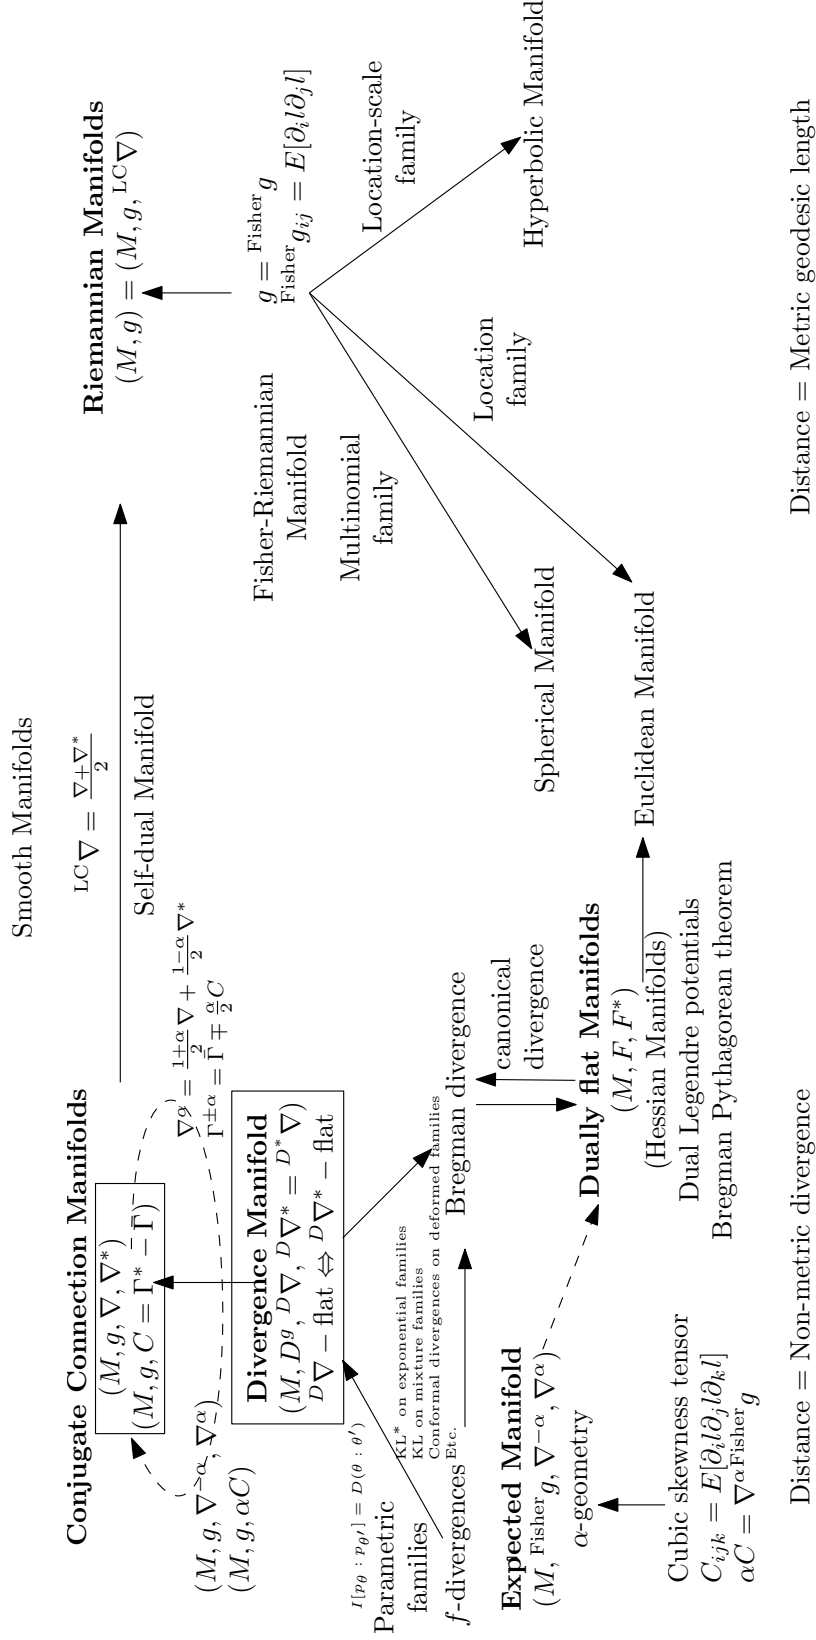 Smooth Manifolds
Conjugate Connection Manifolds
(M, g, ∇, ∇*)
(M, g, C = Γ* − Γ)
ᴸᶜ∇ = (∇+∇*)/2
Self-dual Manifold
Riemannian Manifolds
(M, g) = (M, g, ᴸᶜ∇)
∇^α = (1+α)/2 ∇ + (1−α)/2 ∇*
Γ^{±α} = Γ̄ ∓ (α/2) C
(M, g, ∇^{−α}, ∇^α)
(M, g, αC)
Divergence Manifold
(M, ᴰg, ᴰ∇, ᴰ∇* = ᴰ*∇)
ᴰ∇ − flat ⇔ ᴰ∇* − flat
Fisher-Riemannian
Manifold
g = ^{Fisher}g
^{Fisher}g_{ij} = E[∂_i l ∂_j l]
Multinomial
family
Location-scale
family
Location
family
Hyperbolic Manifold
Spherical Manifold
Euclidean Manifold
I[p_θ : p_θ′] = D(θ : θ′)
Parametric
families
KL* on exponential families
KL on mixture families
Conformal divergences on deformed families
Etc.
f-divergences
Bregman divergence
canonical
divergence
Expected Manifold
(M, ^{Fisher}g, ∇^{−α}, ∇^α)
α-geometry
Dually flat Manifolds
(M, F, F*)
(Hessian Manifolds)
Dual Legendre potentials
Bregman Pythagorean theorem
Cubic skewness tensor
C_{ijk} = E[∂_i l ∂_j l ∂_k l]
αC = ∇^α ^{Fisher}g
Distance = Non-metric divergence
Distance = Metric geodesic length